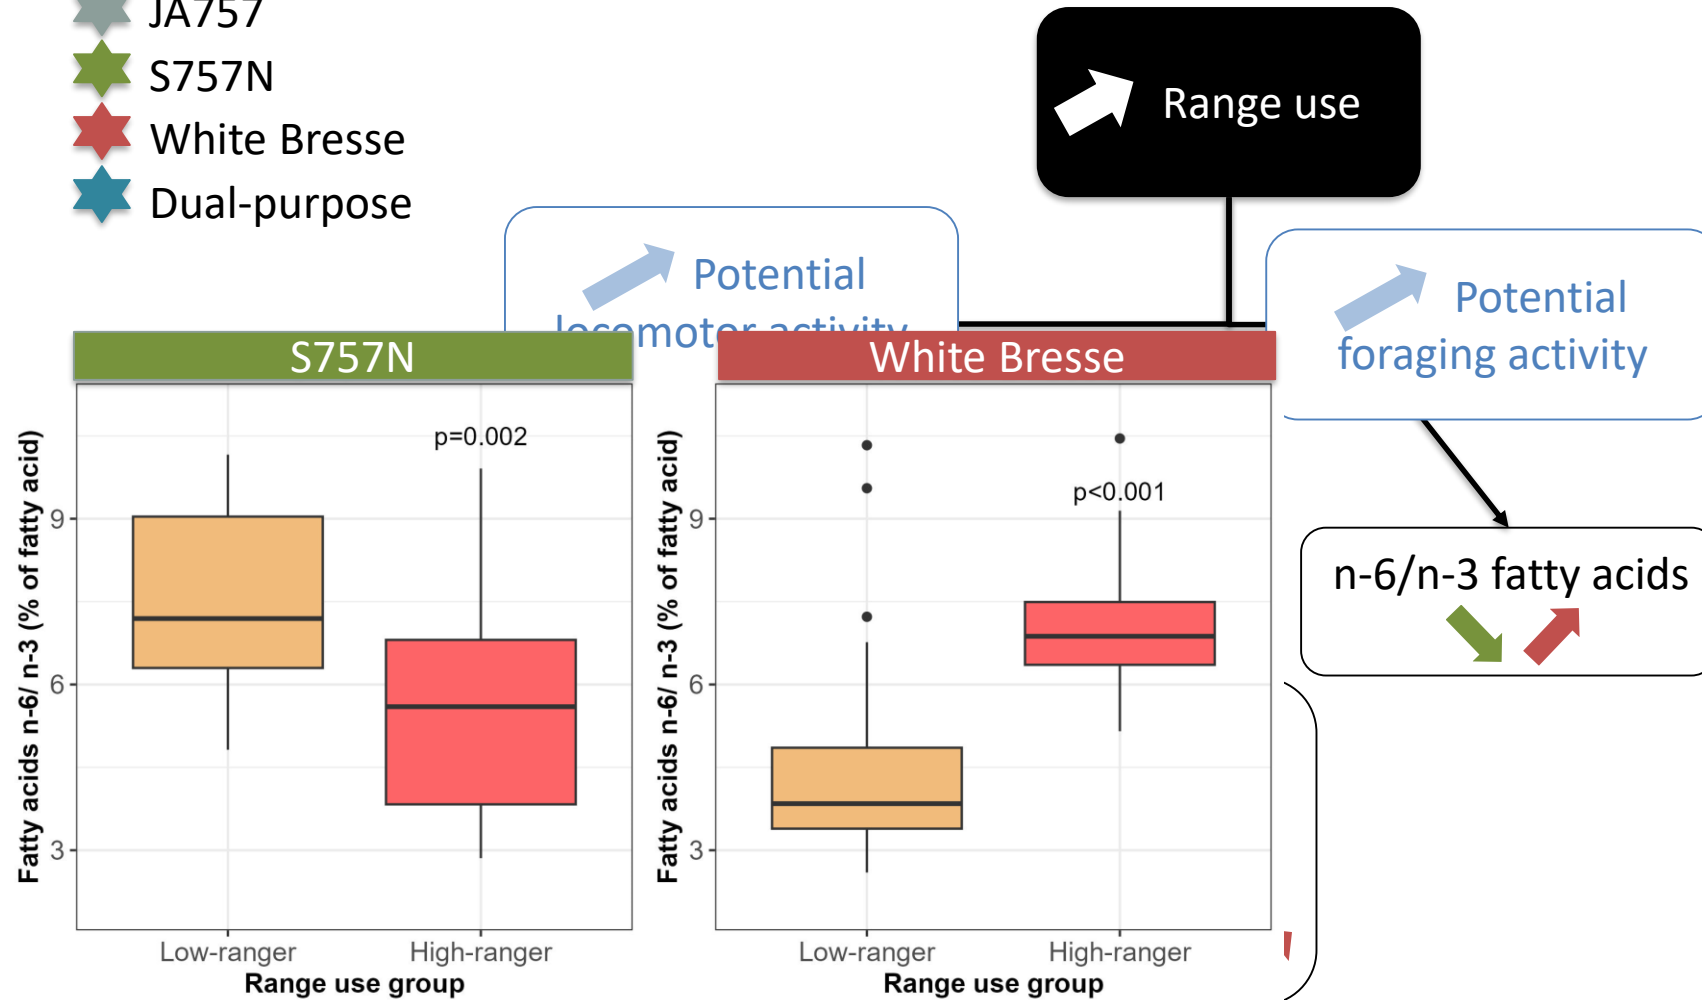 JA757
S757N
White Bresse
Dual-purpose
Range use
Potential
locomotor activity
Potential
foraging activity
S757N
Fatty acids n-6/ n-3 (% of fatty acid)
9
6
3
p=0.002
Low-ranger
High-ranger
Range use group
White Bresse
Fatty acids n-6/ n-3 (% of fatty acid)
9
6
3
p<0.001
Low-ranger
High-ranger
Range use group
n-6/n-3 fatty acids